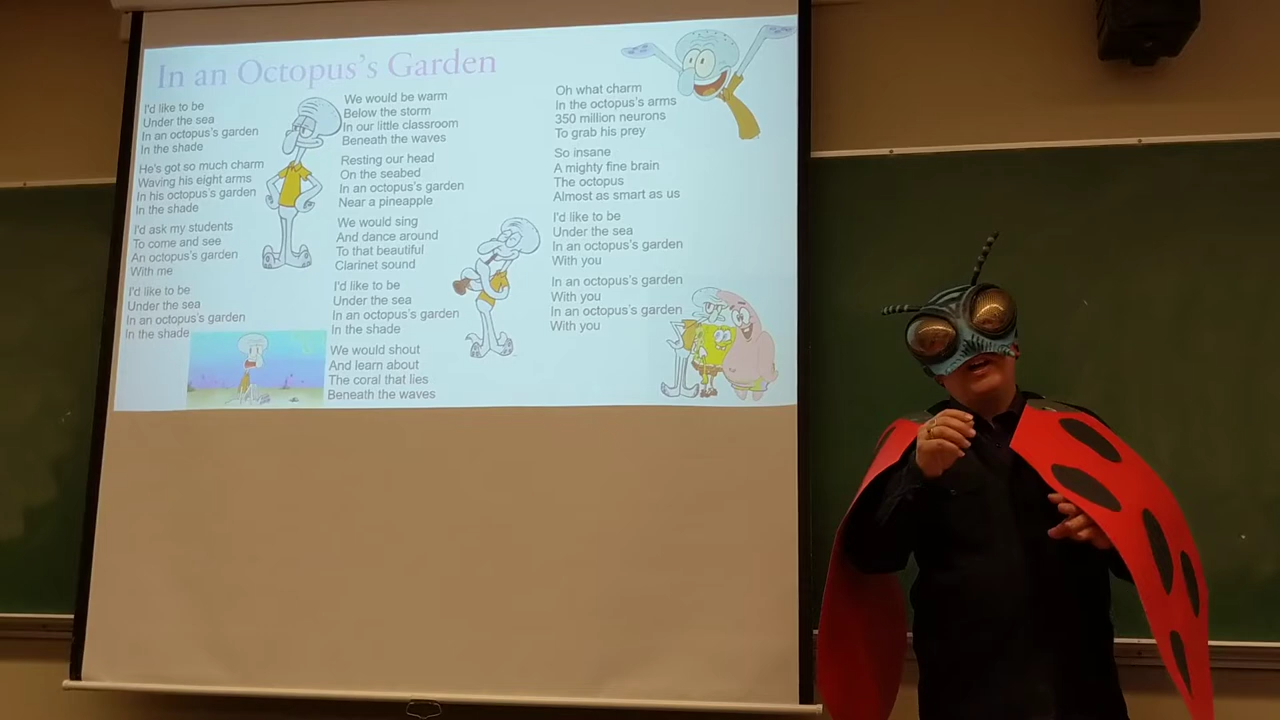 In an Octopus's Garden
I'd like to be
Under the sea
In an octopus's garden
In the shade
He's got so much charm
Waving his eight arms
In his octopus's garden
In the shade
I'd ask my students
To come and see
An octopus's garden
With me
I'd like to be
Under the sea
In an octopus's garden
In the shade
We would be warm
Below the storm
In our little classroom
Beneath the waves
Resting our head
On the seabed
In an octopus's garden
Near a pineapple
We would sing
And dance around
To that beautiful
Clarinet sound
I'd like to be
Under the sea
In an octopus's garden
In the shade
We would shout
And learn about
The coral that lies
Beneath the waves
Oh what charm
In the octopus's arms
350 million neurons
To grab his prey
So insane
A mighty fine brain
The octopus
Almost as smart as us
I'd like to be
Under the sea
In an octopus's garden
With you
In an octopus's garden
With you
In an octopus's garden
With you